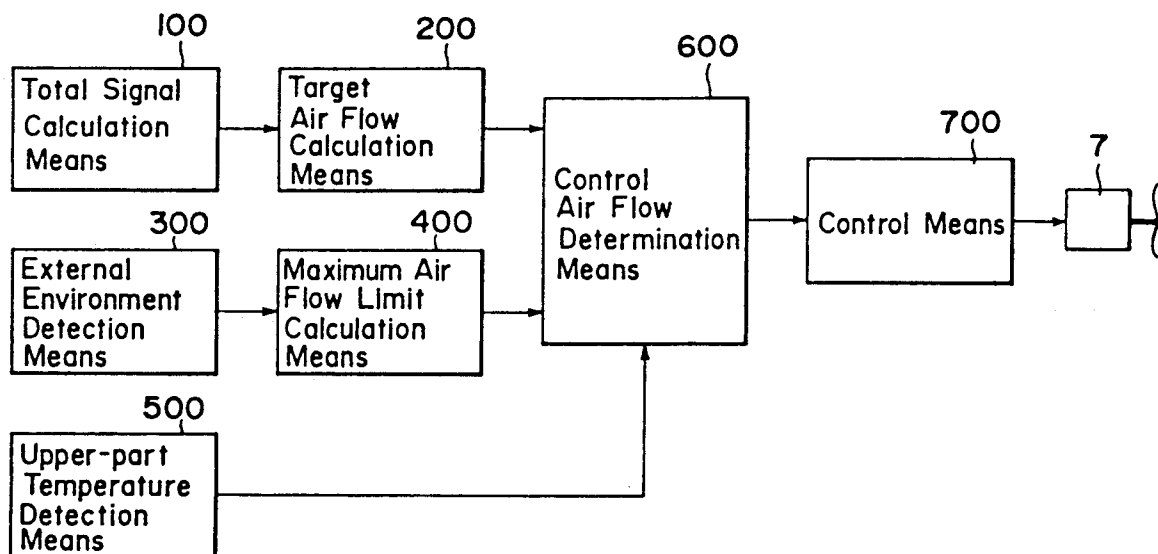 100
Total Signal
Calculation
Means
200
Target
Air Flow
Calculation
Means
600
Control
Air Flow
Determination
Means
700
Control Means
7
300
External
Environment
Detection
Means
400
Maximum Air
Flow Limit
Calculation
Means
500
Upper-part
Temperature
Detection
Means